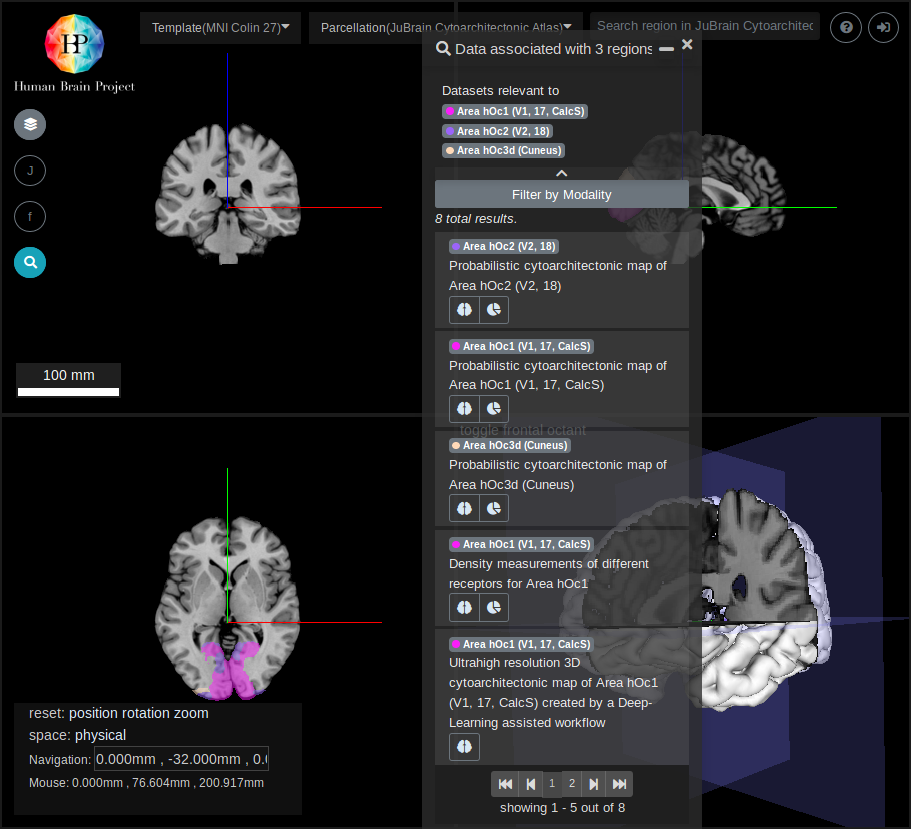 Template(MNI Colin 27)
Parcellation(JuBrain Cytoarchitectonic Atlas)
Search region in JuBrain Cytoarchitec
HP
Human Brain Project
J
f
100 mm
Data associated with 3 regions
Datasets relevant to
Area hOc1 (V1, 17, CalcS)
Area hOc2 (V2, 18)
Area hOc3d (Cuneus)
Filter by Modality
8 total results.
Area hOc2 (V2, 18)
Probabilistic cytoarchitectonic map of
Area hOc2 (V2, 18)
Area hOc1 (V1, 17, CalcS)
Probabilistic cytoarchitectonic map of
Area hOc1 (V1, 17, CalcS)
toggle frontal octant
Area hOc3d (Cuneus)
Probabilistic cytoarchitectonic map of
Area hOc3d (Cuneus)
Area hOc1 (V1, 17, CalcS)
Density measurements of different
receptors for Area hOc1
Area hOc1 (V1, 17, CalcS)
Ultrahigh resolution 3D
cytoarchitectonic map of Area hOc1
(V1, 17, CalcS) created by a Deep-
Learning assisted workflow
1 2
showing 1 - 5 out of 8
reset: position rotation zoom
space: physical
Navigation: 0.000mm , -32.000mm , 0.
Mouse: 0.000mm , 76.604mm , 200.917mm